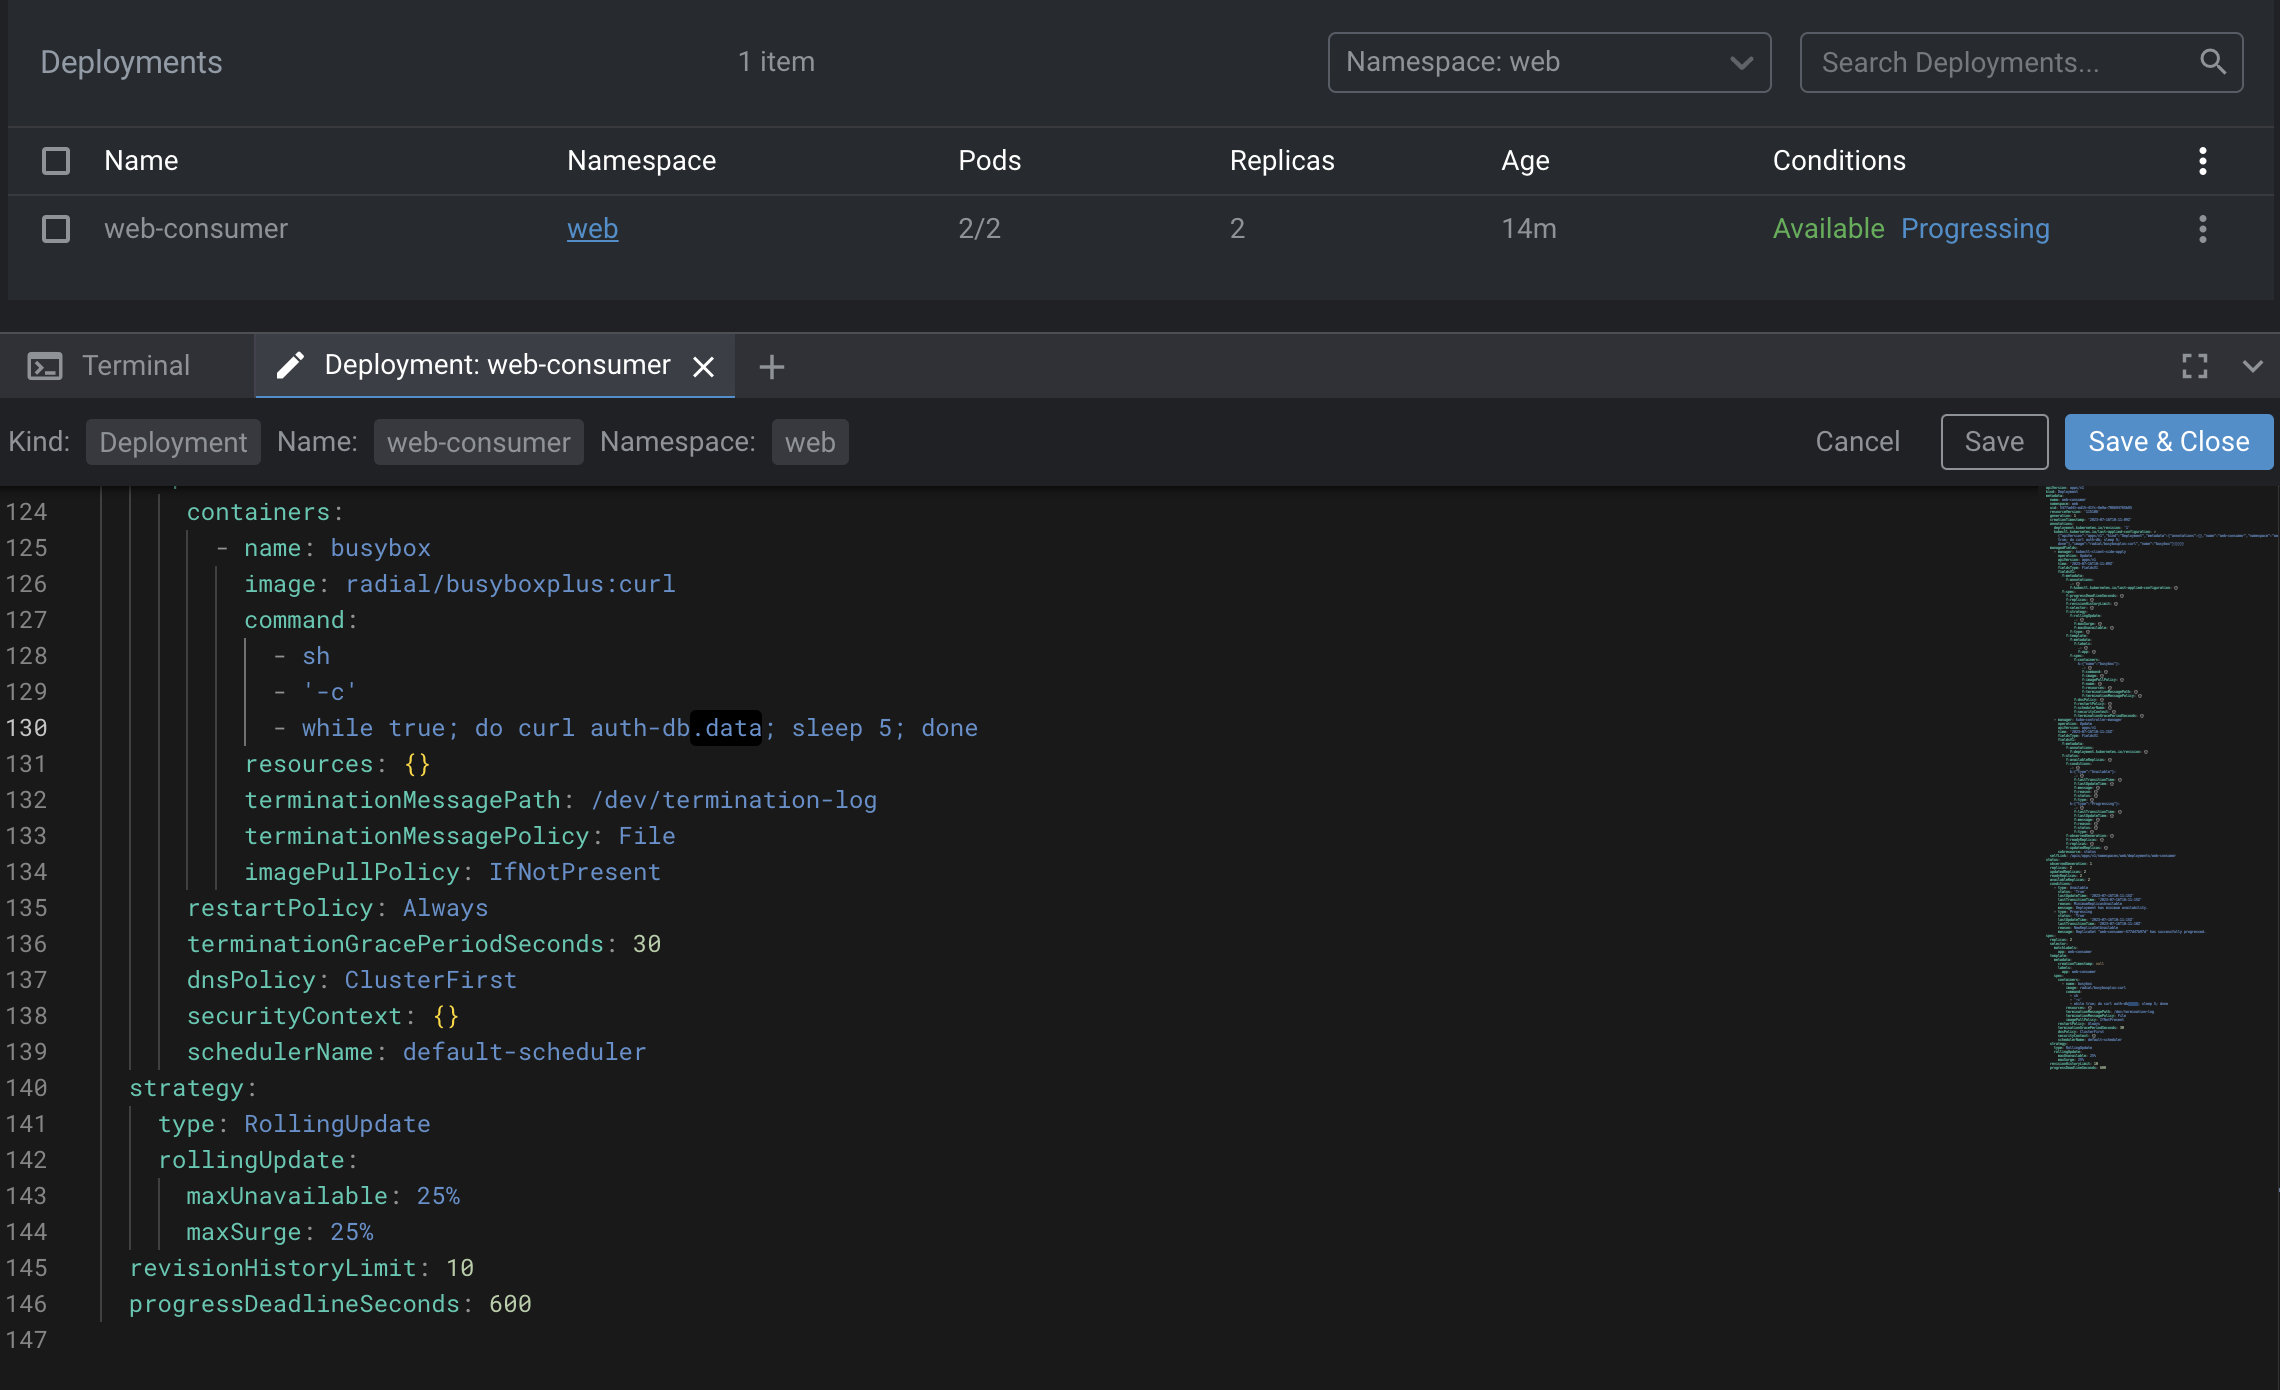 Deployments 1 item Namespace: web Search Deployments...
Name Namespace Pods Replicas Age Conditions
web-consumer web 2/2 2 14m Available Progressing
Terminal Deployment: web-consumer
Kind: Deployment Name: web-consumer Namespace: web Cancel Save Save & Close
124 containers:
125 - name: busybox
126 image: radial/busyboxplus:curl
127 command:
128 - sh
129 - '-c'
130 - while true; do curl auth-db.data; sleep 5; done
131 resources: {}
132 terminationMessagePath: /dev/termination-log
133 terminationMessagePolicy: File
134 imagePullPolicy: IfNotPresent
135 restartPolicy: Always
136 terminationGracePeriodSeconds: 30
137 dnsPolicy: ClusterFirst
138 securityContext: {}
139 schedulerName: default-scheduler
140 strategy:
141 type: RollingUpdate
142 rollingUpdate:
143 maxUnavailable: 25%
144 maxSurge: 25%
145 revisionHistoryLimit: 10
146 progressDeadlineSeconds: 600
147